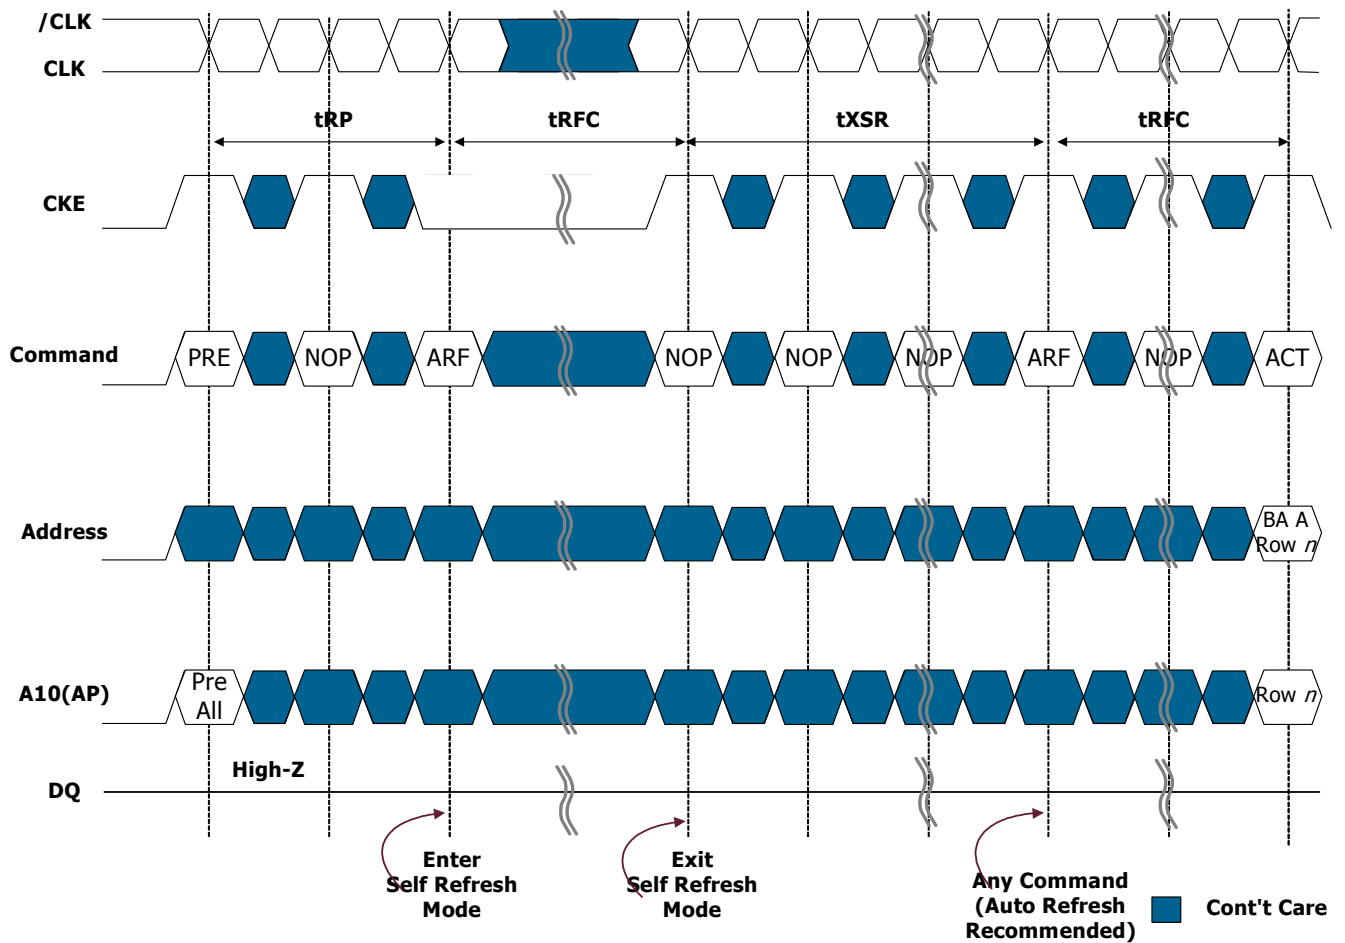 /CLK
CLK
tRP tRFC tXSR tRFC
CKE
Command PRE NOP ARF NOP NOP NOP ARF NOP ACT
Address
BA A
Row n
A10(AP)
Pre
All
Row n
High-Z
DQ
Enter
Self Refresh
Mode
Exit
Self Refresh
Mode
Any Command
(Auto Refresh
Recommended)
Cont't Care